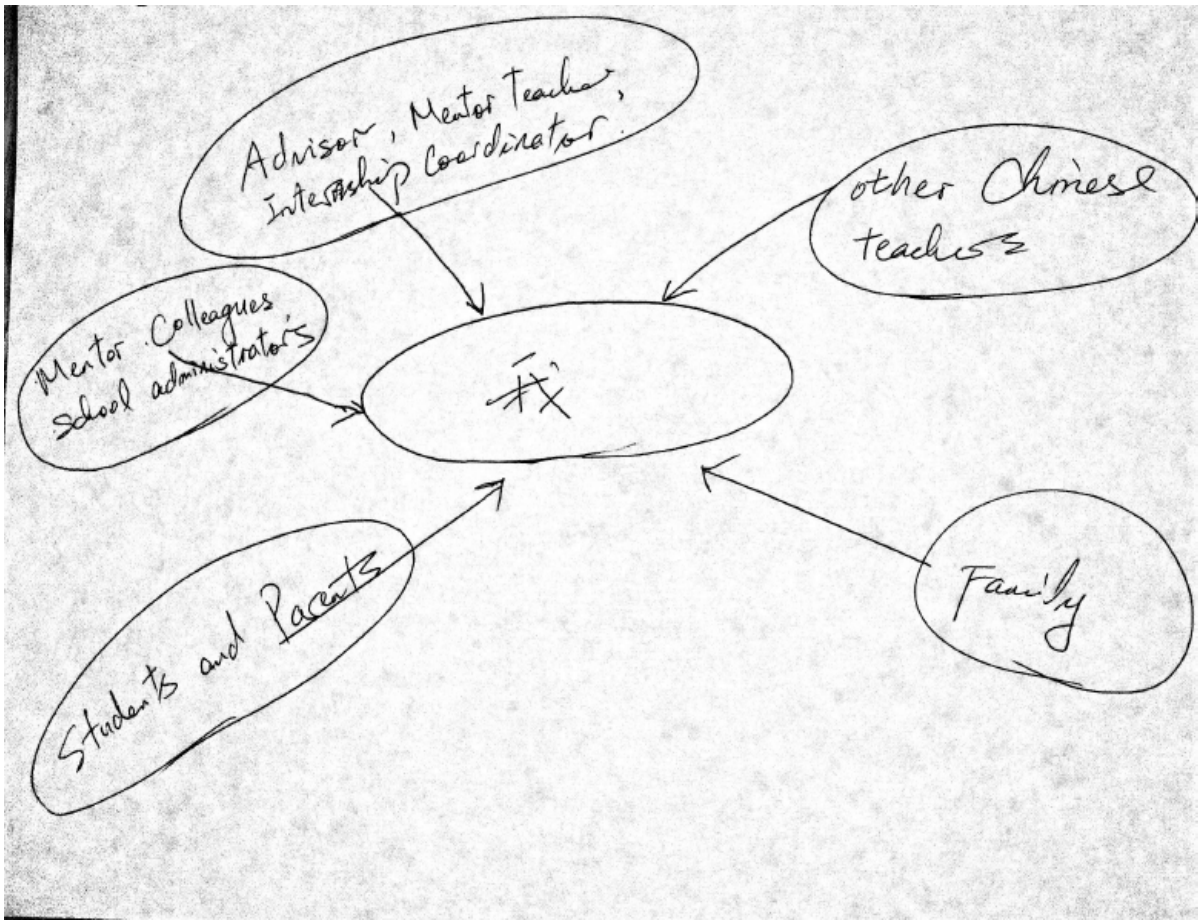 Advisor, Mentor Teacher,
Internship Coordinator.
other Chinese
teachers
Mentor Colleagues
school administrators
我
Students and Parents
Family